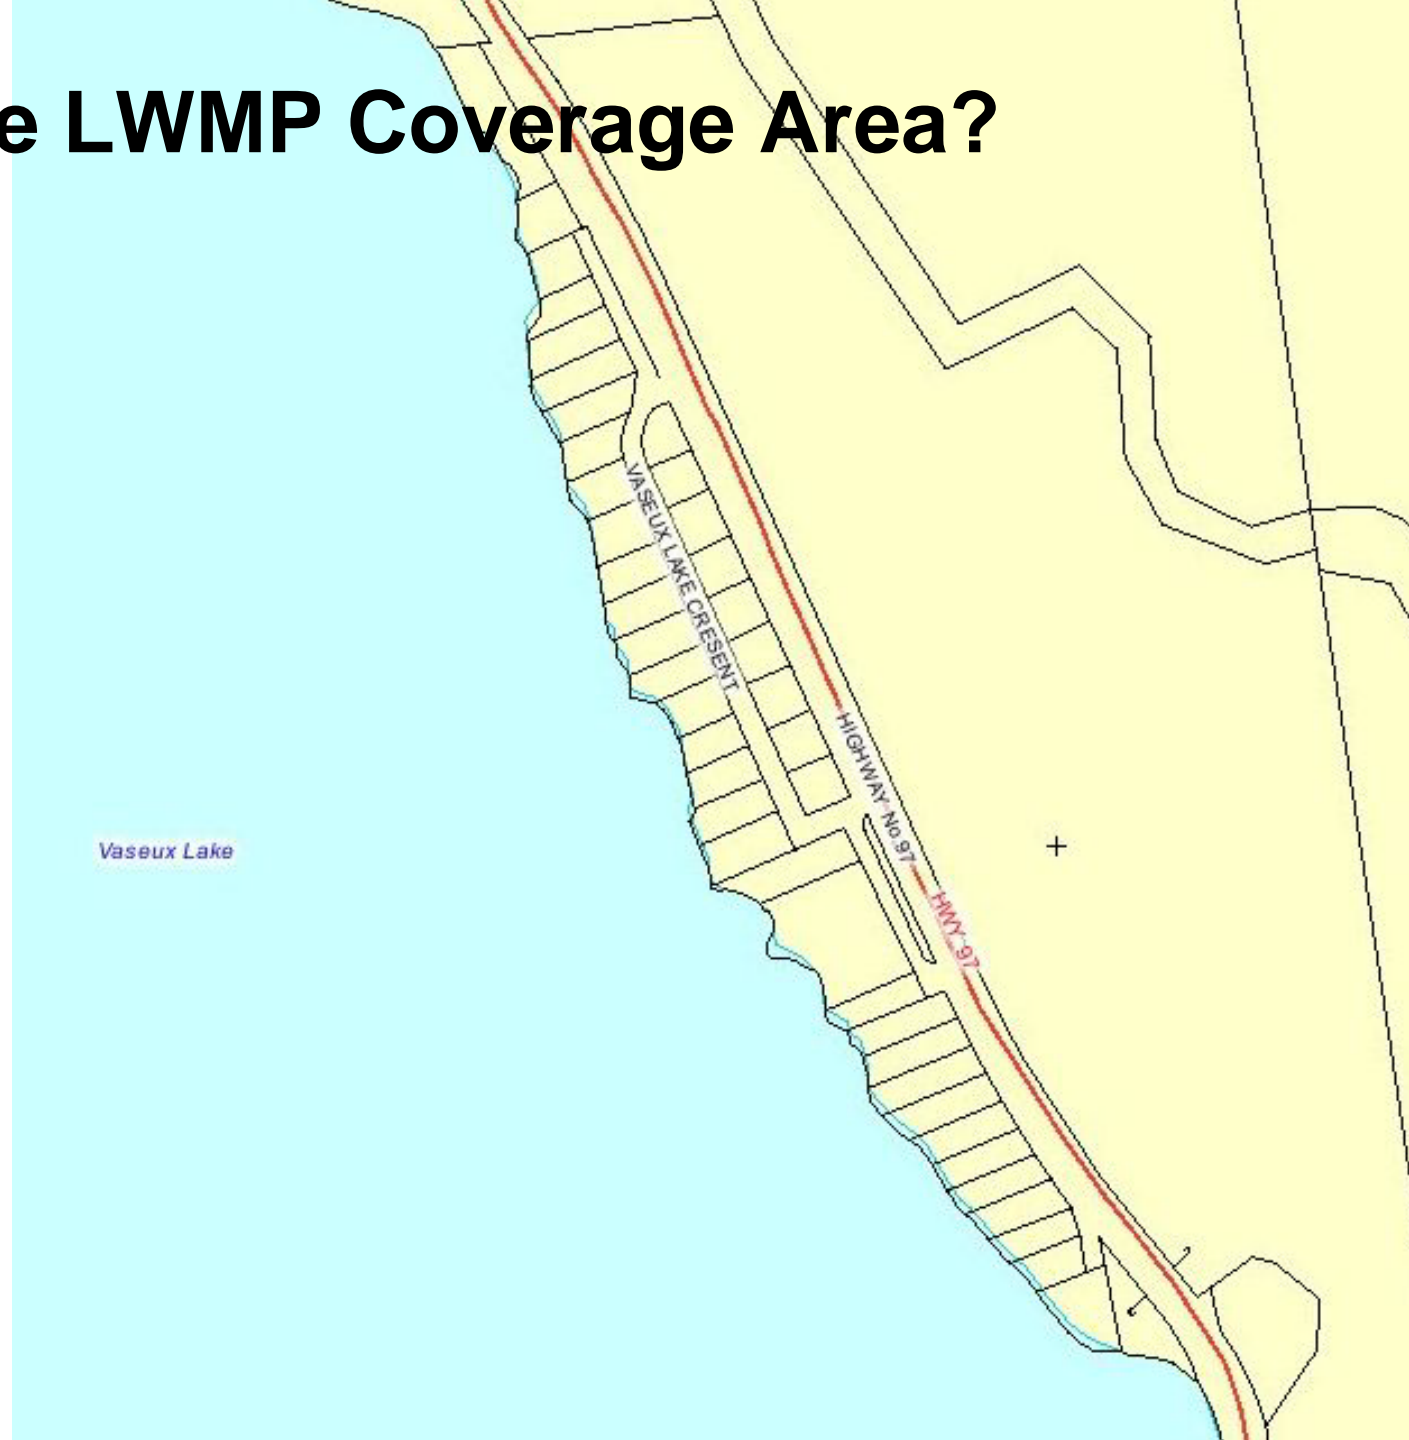 e LWMP Coverage Area?
VASEUX LAKE CRESENT
HIGHWAY No.97
Vaseux Lake
HWY 97